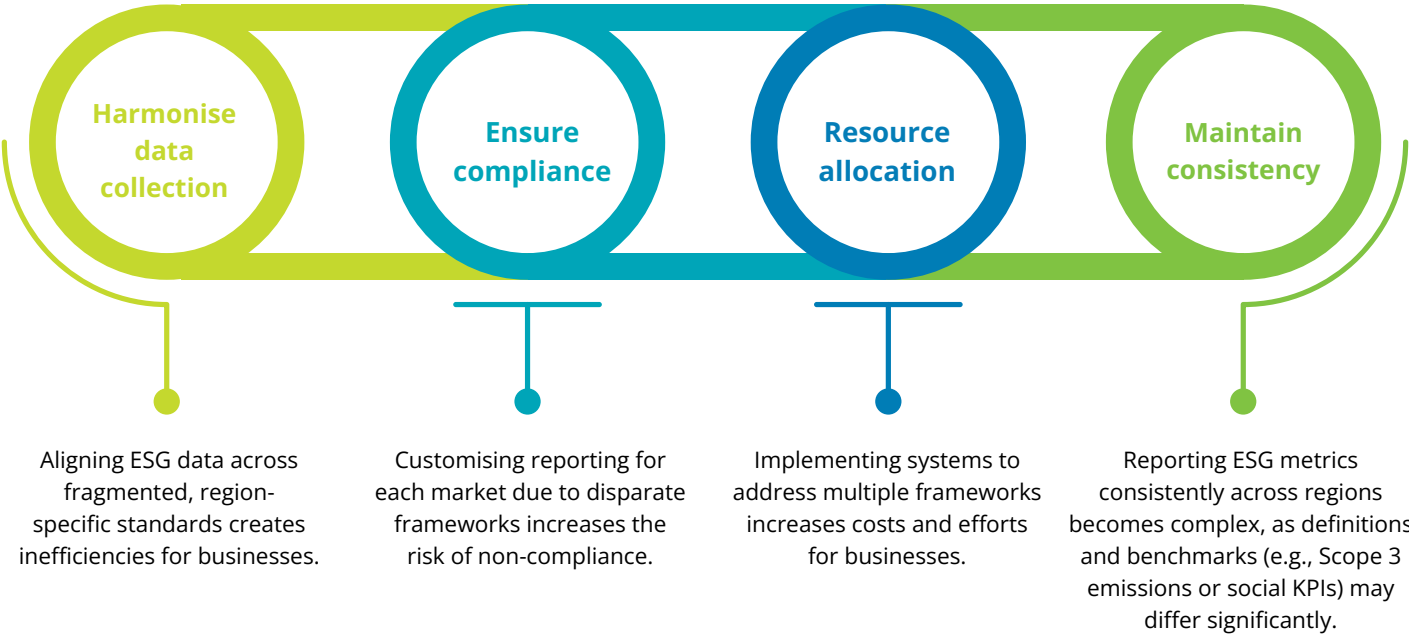 Harmonise
data
collection
Ensure
compliance
Resource
allocation
Maintain
consistency
Aligning ESG data across
fragmented, region-
specific standards creates
inefficiencies for businesses.
Customising reporting for
each market due to disparate
frameworks increases the
risk of non-compliance.
Implementing systems to
address multiple frameworks
increases costs and efforts
for businesses.
Reporting ESG metrics
consistently across regions
becomes complex, as definitions
and benchmarks (e.g., Scope 3
emissions or social KPIs) may
differ significantly.